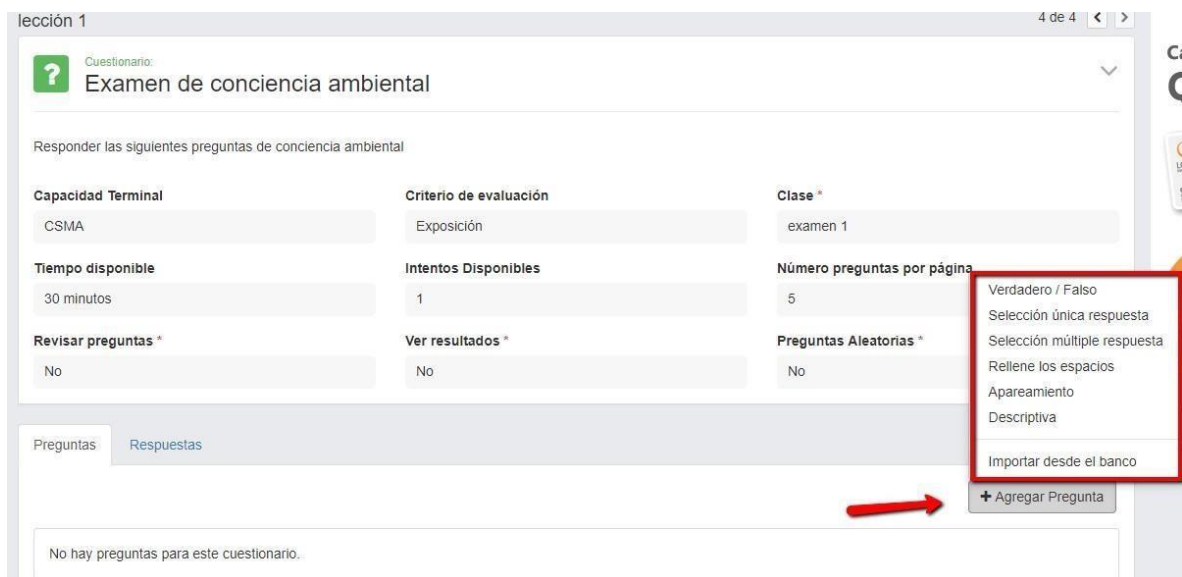 lección 1
4 de 4
Cuestionario:
Examen de conciencia ambiental
Responder las siguientes preguntas de conciencia ambiental
Capacidad Terminal
Criterio de evaluación
Clase *
CSMA
Exposición
examen 1
Tiempo disponible
Intentos Disponibles
Número preguntas por página
30 minutos
1
5
Revisar preguntas *
Ver resultados *
Preguntas Aleatorias *
No
No
No
Verdadero / Falso
Selección única respuesta
Selección múltiple respuesta
Rellene los espacios
Apareamiento
Descriptiva
Importar desde el banco
Preguntas
Respuestas
+ Agregar Pregunta
No hay preguntas para este cuestionario.